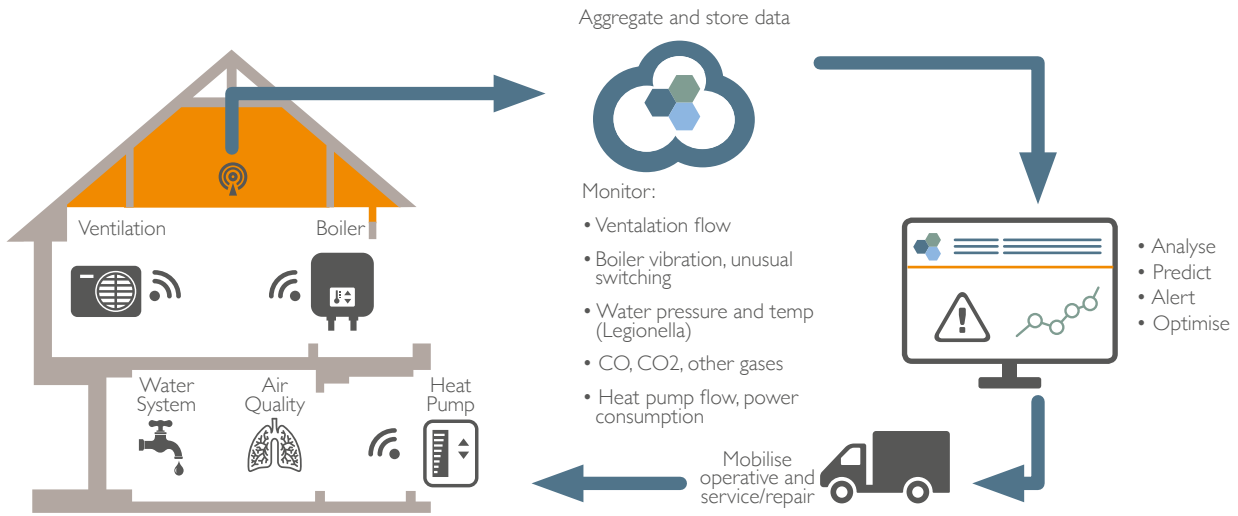 Aggregate and store data
Ventilation
Boiler
Water
System
Air
Quality
Heat
Pump
Monitor:
• Ventalation flow
• Boiler vibration, unusual
switching
• Water pressure and temp
(Legionella)
• CO, CO2, other gases
• Heat pump flow, power
consumption
• Analyse
• Predict
• Alert
• Optimise
Mobilise
operative and
service/repair